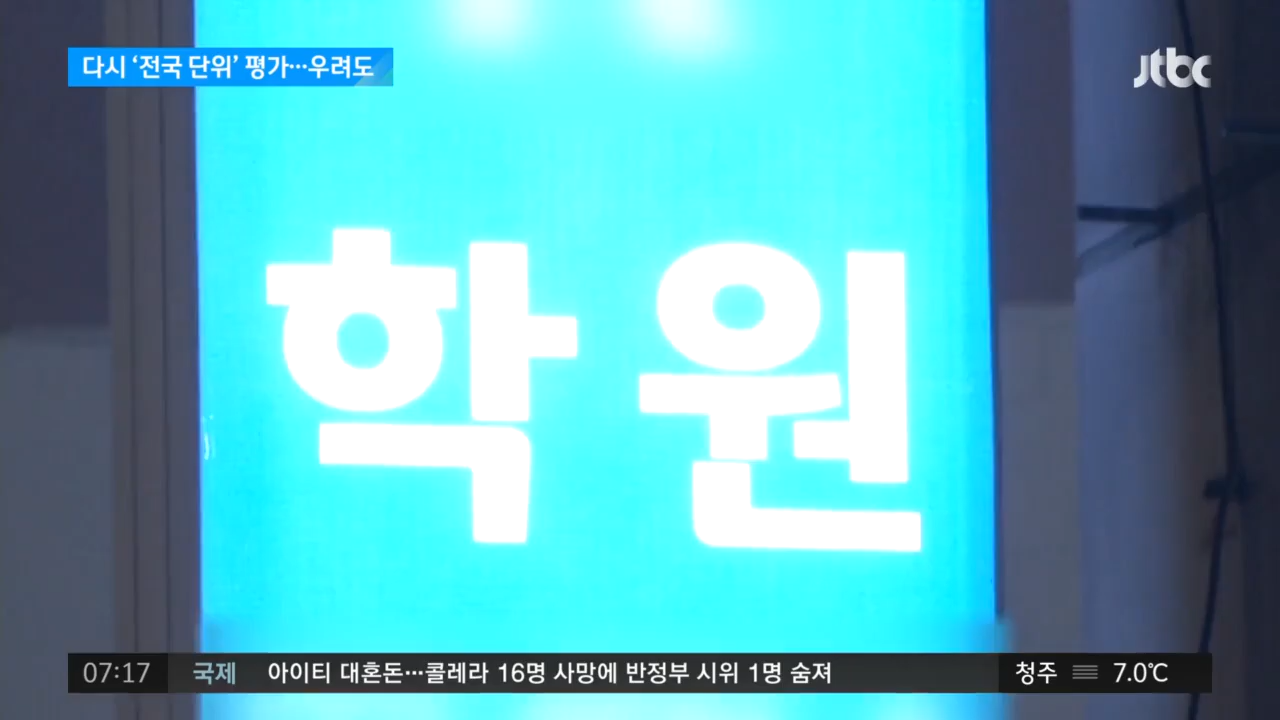 다시 ‘전국 단위’ 평가…우려도
jtbc
학원
07:17 국제 아이티 대혼돈…콜레라 16명 사망에 반정부 시위 1명 숨져 청주 7.0℃